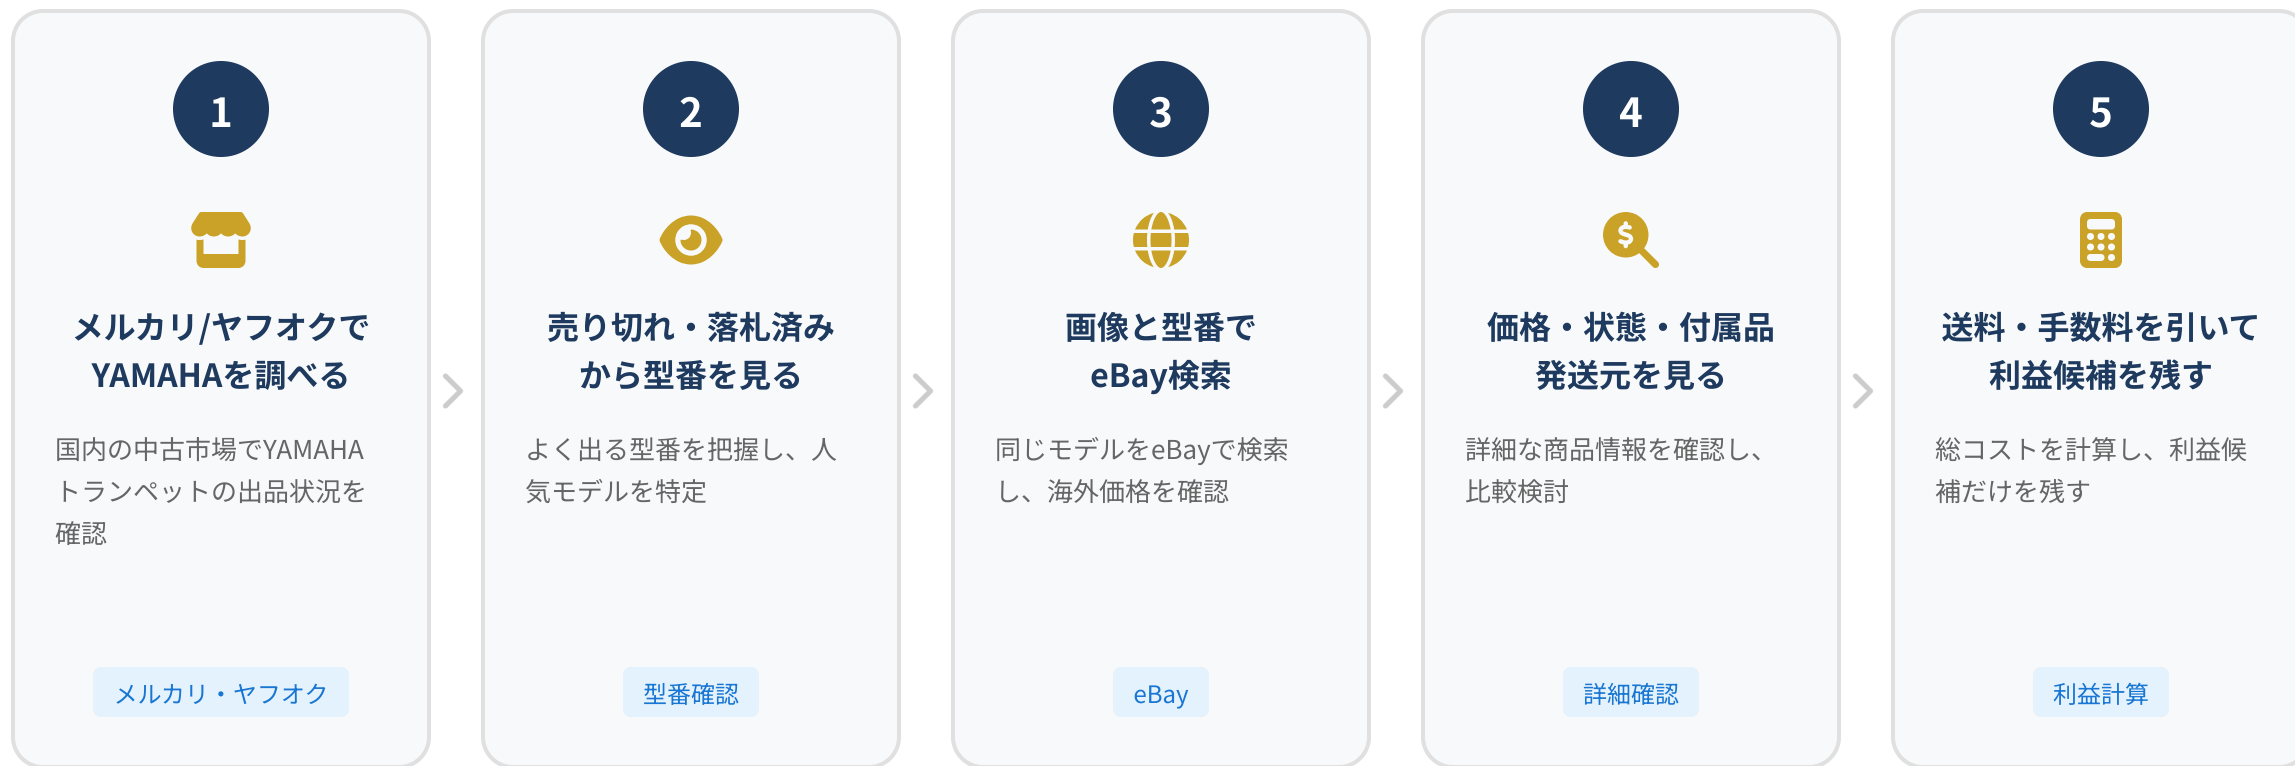 1
メルカリ/ヤフオクで
YAMAHAを調べる
国内の中古市場でYAMAHA
トランペットの出品状況を
確認
メルカリ・ヤフオク
2
売り切れ・落札済み
から型番を見る
よく出る型番を把握し、人
気モデルを特定
型番確認
3
画像と型番で
eBay検索
同じモデルをeBayで検索
し、海外価格を確認
eBay
4
価格・状態・付属品
発送元を見る
詳細な商品情報を確認し、
比較検討
詳細確認
5
送料・手数料を引いて
利益候補を残す
総コストを計算し、利益候
補だけを残す
利益計算